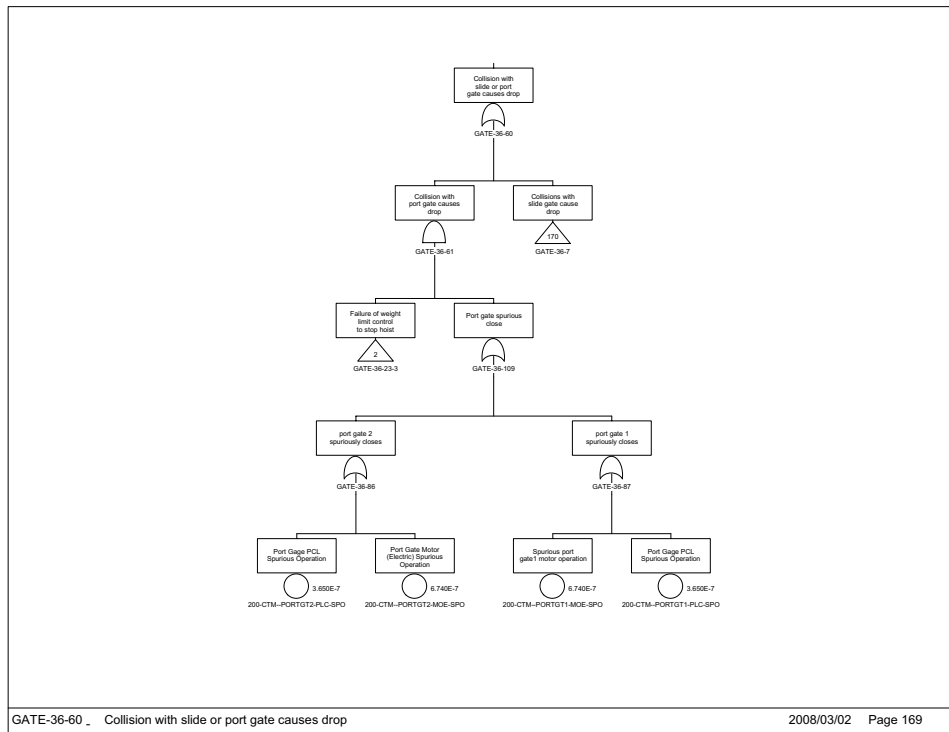 Collision with
slide or port
gate causes drop
GATE-36-60
Collision with
port gate causes
drop
GATE-36-61
Collisions with
slide gate cause
drop
170
GATE-36-7
Failure of weight
limit control
to stop hoist
2
GATE-36-23-3
Port gate spurious
close
GATE-36-109
port gate 2
spuriously closes
GATE-36-86
port gate 1
spuriously closes
GATE-36-87
Port Gage PCL
Spurious Operation
3.650E-7
200-CTM--PORTGT2-PLC-SPO
Port Gate Motor
(Electric) Spurious
Operation
6.740E-7
200-CTM--PORTGT2-MOE-SPO
Spurious port
gate1 motor operation
6.740E-7
200-CTM--PORTGT1-MOE-SPO
Port Gage PCL
Spurious Operation
3.650E-7
200-CTM--PORTGT1-PLC-SPO
GATE-36-60 _ Collision with slide or port gate causes drop
2008/03/02 Page 169